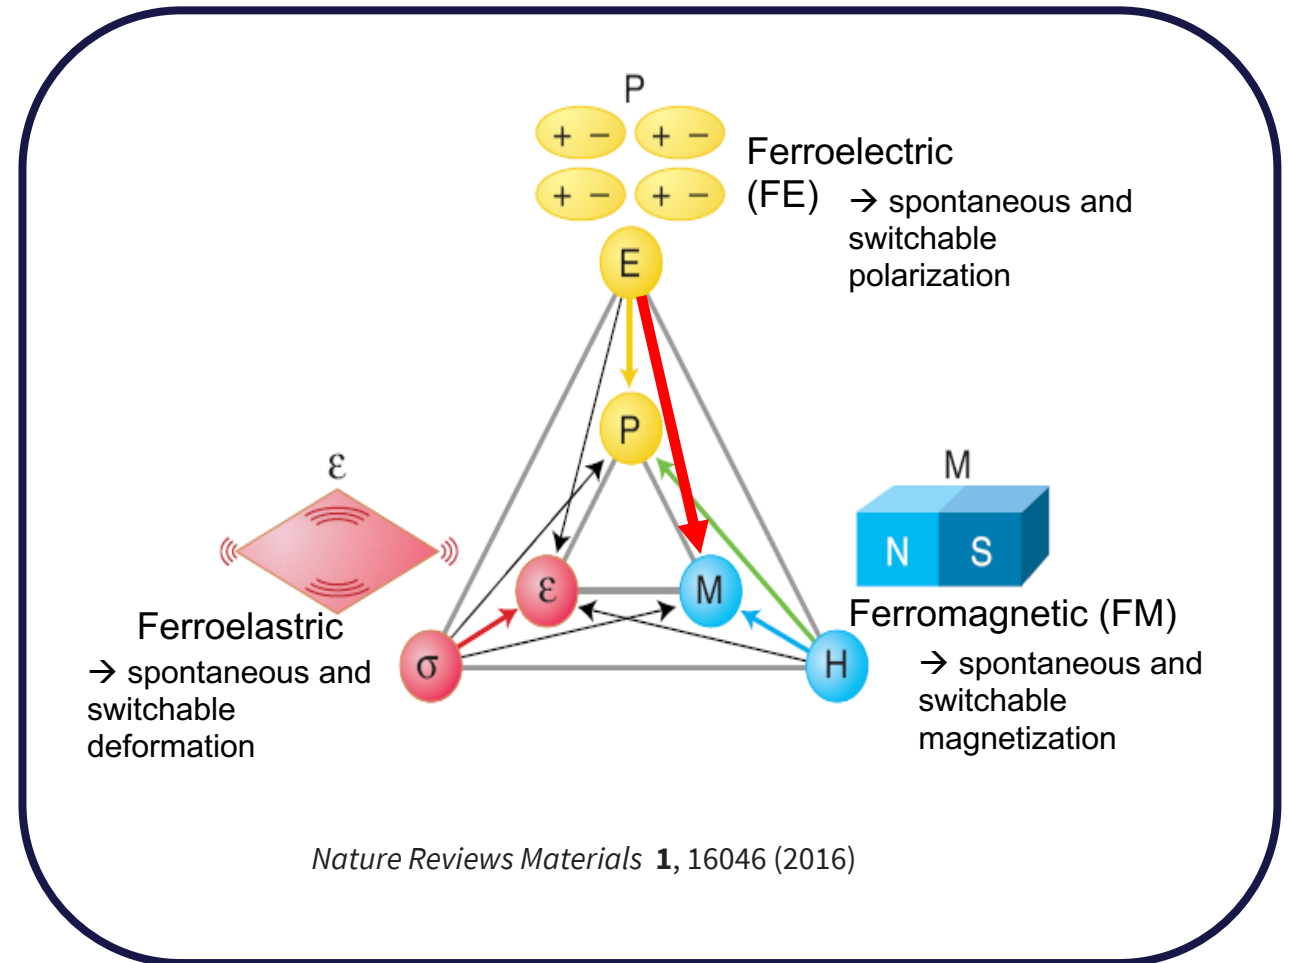 P
+ − + −
+ − + −
Ferroelectric
(FE) → spontaneous and
switchable
polarization
E
P
ε
M
N S
ε
M
Ferroelastric
→ spontaneous and
switchable
deformation
σ
H
Ferromagnetic (FM)
→ spontaneous and
switchable
magnetization
Nature Reviews Materials 1, 16046 (2016)